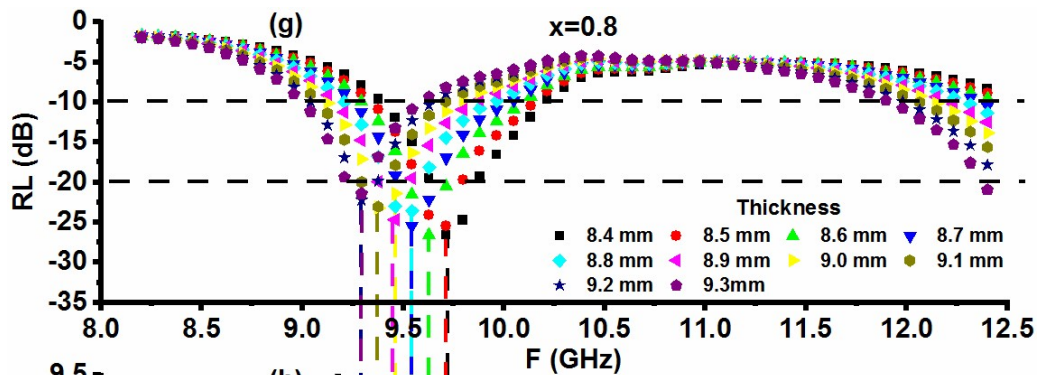 (g)
x=0.8
0
-5
-10
-15
-20
-25
-30
-35
RL (dB)
Thickness
8.4 mm 8.5 mm 8.6 mm 8.7 mm
8.8 mm 8.9 mm 9.0 mm 9.1 mm
9.2 mm 9.3mm
8.0 8.5 9.0 9.5 10.0 10.5 11.0 11.5 12.0 12.5
F (GHz)
9.5